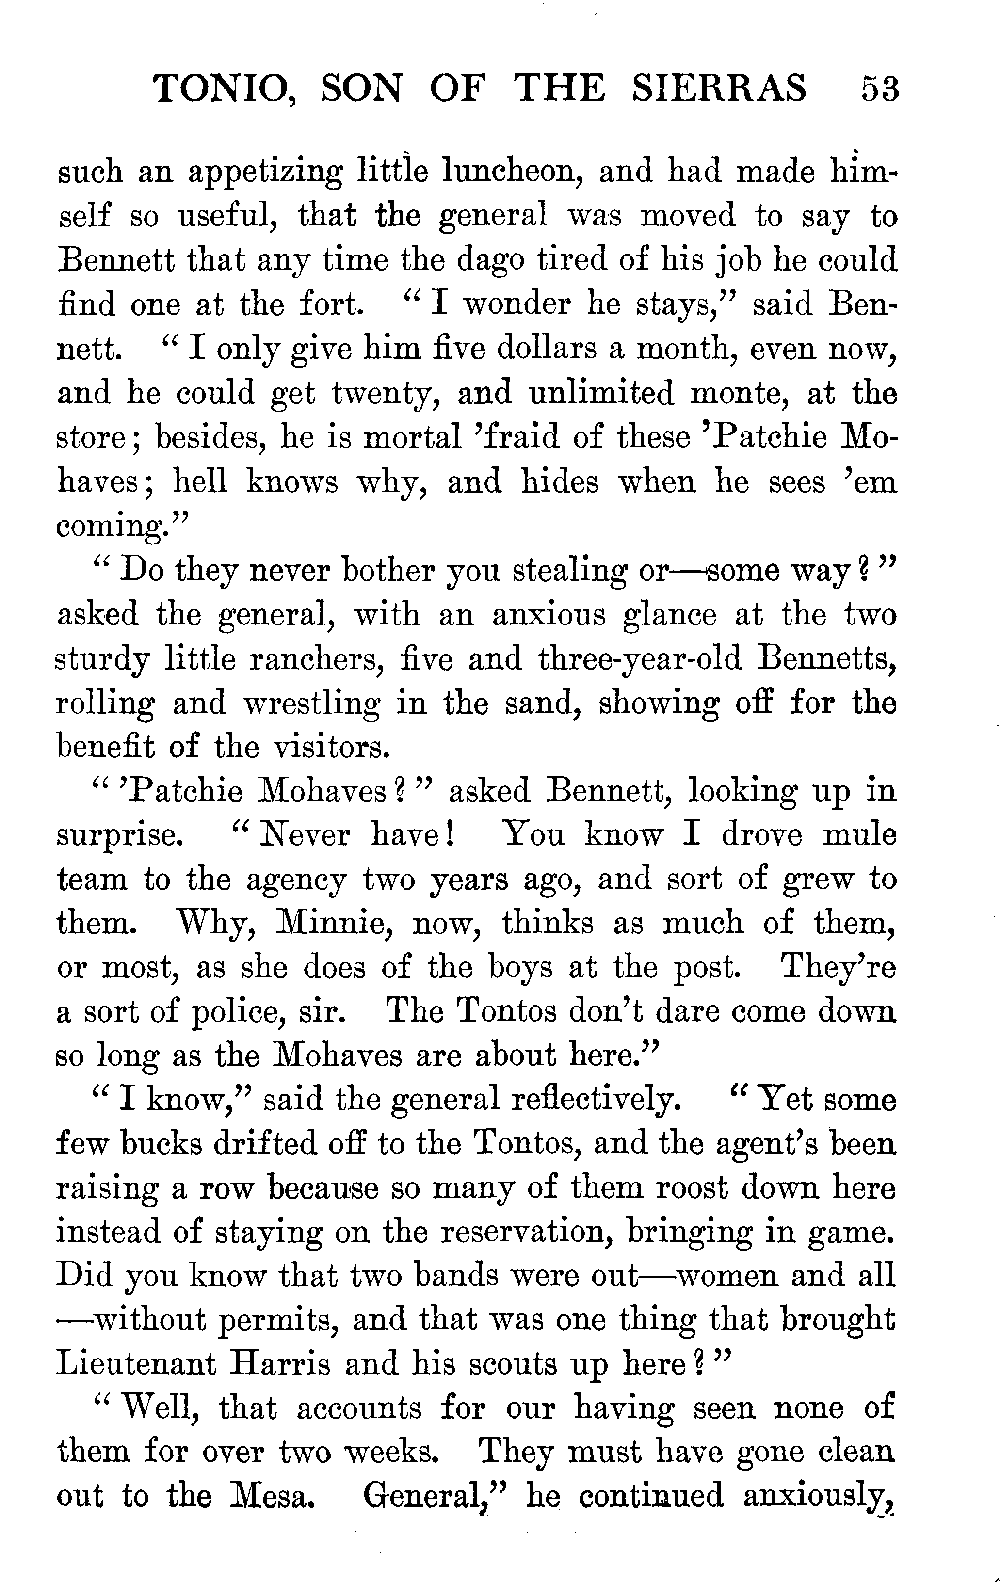 TONIO, SON OF THE SIERRAS 53
such an appetizing little luncheon, and had made him-
self so useful, that the general was moved to say to
Bennett that any time the dago tired of his job he could
find one at the fort. “ I wonder he stays,” said Ben-
nett. “ I only give him five dollars a month, even now,
and he could get twenty, and unlimited monte, at the
store; besides, he is mortal ’fraid of these ’Patchie Mo-
haves; hell knows why, and hides when he sees ’em
coming.”
“ Do they never bother you stealing or—some way? ”
asked the general, with an anxious glance at the two
sturdy little ranchers, five and three-year-old Bennetts,
rolling and wrestling in the sand, showing off for the
benefit of the visitors.
“ ’Patchie Mohaves? ” asked Bennett, looking up in
surprise. “ Never have! You know I drove mule
team to the agency two years ago, and sort of grew to
them. Why, Minnie, now, thinks as much of them,
or most, as she does of the boys at the post. They’re
a sort of police, sir. The Tontos don’t dare come down
so long as the Mohaves are about here.”
“ I know,” said the general reflectively. “ Yet some
few bucks drifted off to the Tontos, and the agent’s been
raising a row because so many of them roost down here
instead of staying on the reservation, bringing in game.
Did you know that two bands were out—women and all
—without permits, and that was one thing that brought
Lieutenant Harris and his scouts up here? ”
“ Well, that accounts for our having seen none of
them for over two weeks. They must have gone clean
out to the Mesa. General,” he continued anxiously,